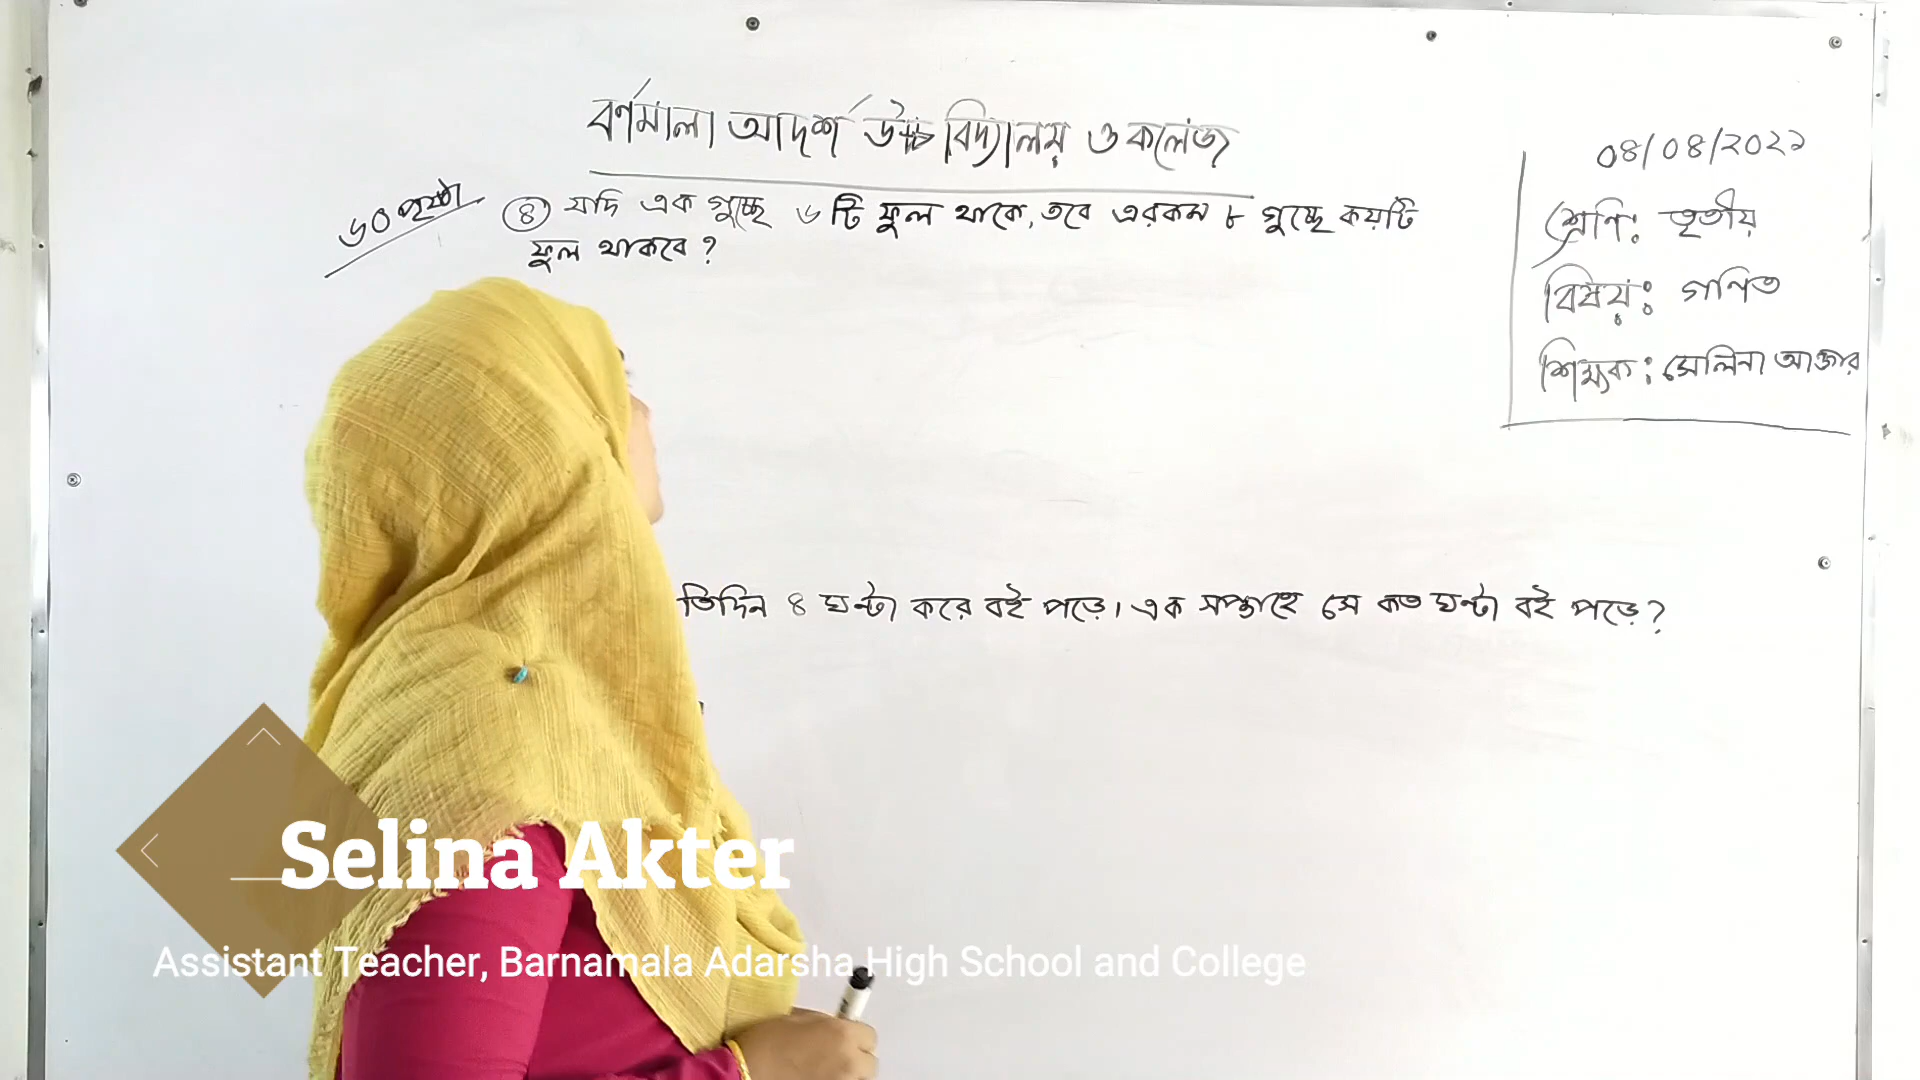 বর্ণমালা আদর্শ উচ্চ বিদ্যালয় ও কলেজ
০৪/০৪/২০২১
শ্রেণি: তৃতীয়
বিষয়: গণিত
শিক্ষক: সেলিনা আক্তার
৬০ পৃষ্ঠা
৪ যদি এক গুচ্ছে ৬ টি ফুল থাকে, তবে এরকম ৮ গুচ্ছে কয়টি
ফুল থাকবে?
তিদিন ৪ ঘন্টা করে বই পড়ে। এক সপ্তাহে সে কত ঘন্টা বই পড়ে?
Selina Akter
Assistant Teacher, Barnamala Adarsha High School and College